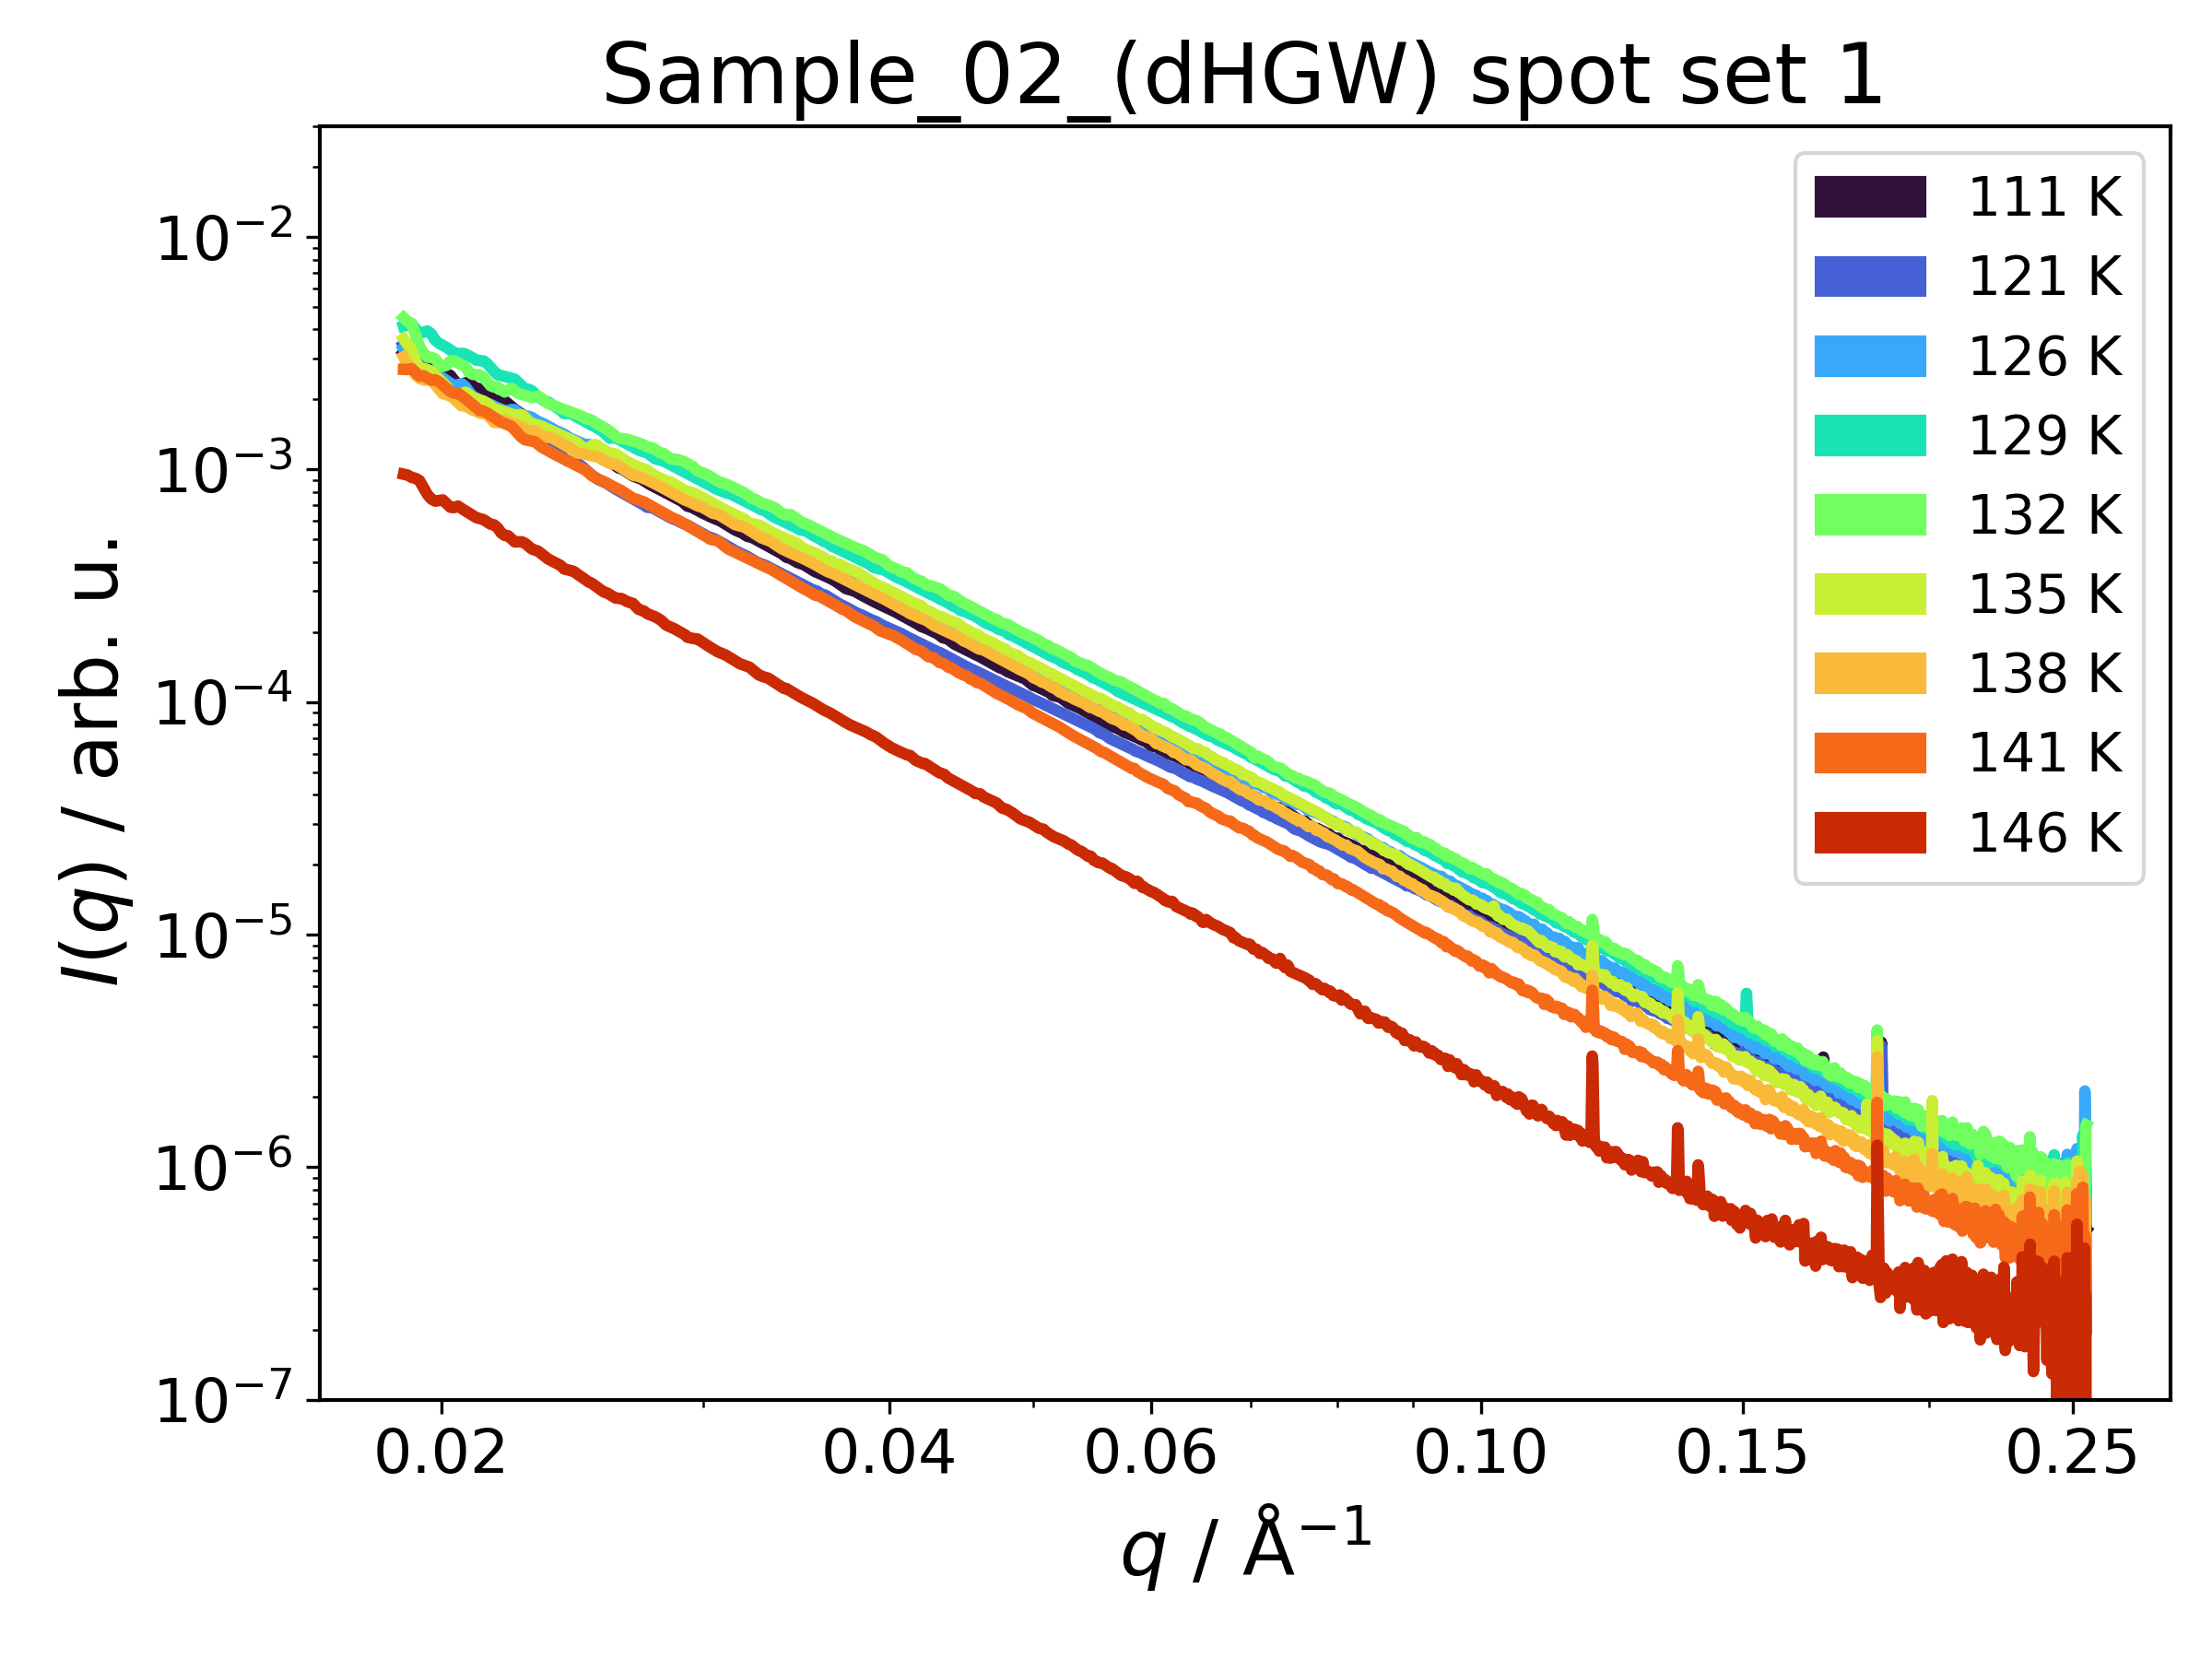 Sample_02_(dHGW) spot set 1
I(q) / arb. u.
10⁻²
10⁻³
10⁻⁴
10⁻⁵
10⁻⁶
10⁻⁷
111 K
121 K
126 K
129 K
132 K
135 K
138 K
141 K
146 K
0.02 0.04 0.06 0.10 0.15 0.25
q / Å⁻¹